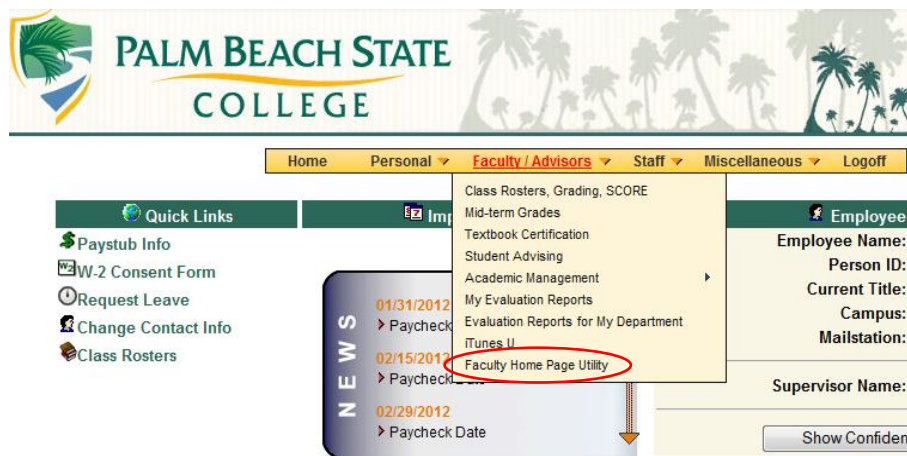 PALM BEACH STATE
COLLEGE
Home Personal Faculty / Advisors Staff Miscellaneous Logoff
Class Rosters, Grading, SCORE
Mid-term Grades
Textbook Certification
Student Advising
Academic Management
My Evaluation Reports
Evaluation Reports for My Department
iTunes U
Faculty Home Page Utility
Quick Links
Paystub Info
W-2 Consent Form
Request Leave
Change Contact Info
Class Rosters
NEWS
01/31/2012
Paycheck
02/15/2012
Paycheck
02/29/2012
Paycheck Date
Employee
Employee Name:
Person ID:
Current Title:
Campus:
Mailstation:
Supervisor Name:
Show